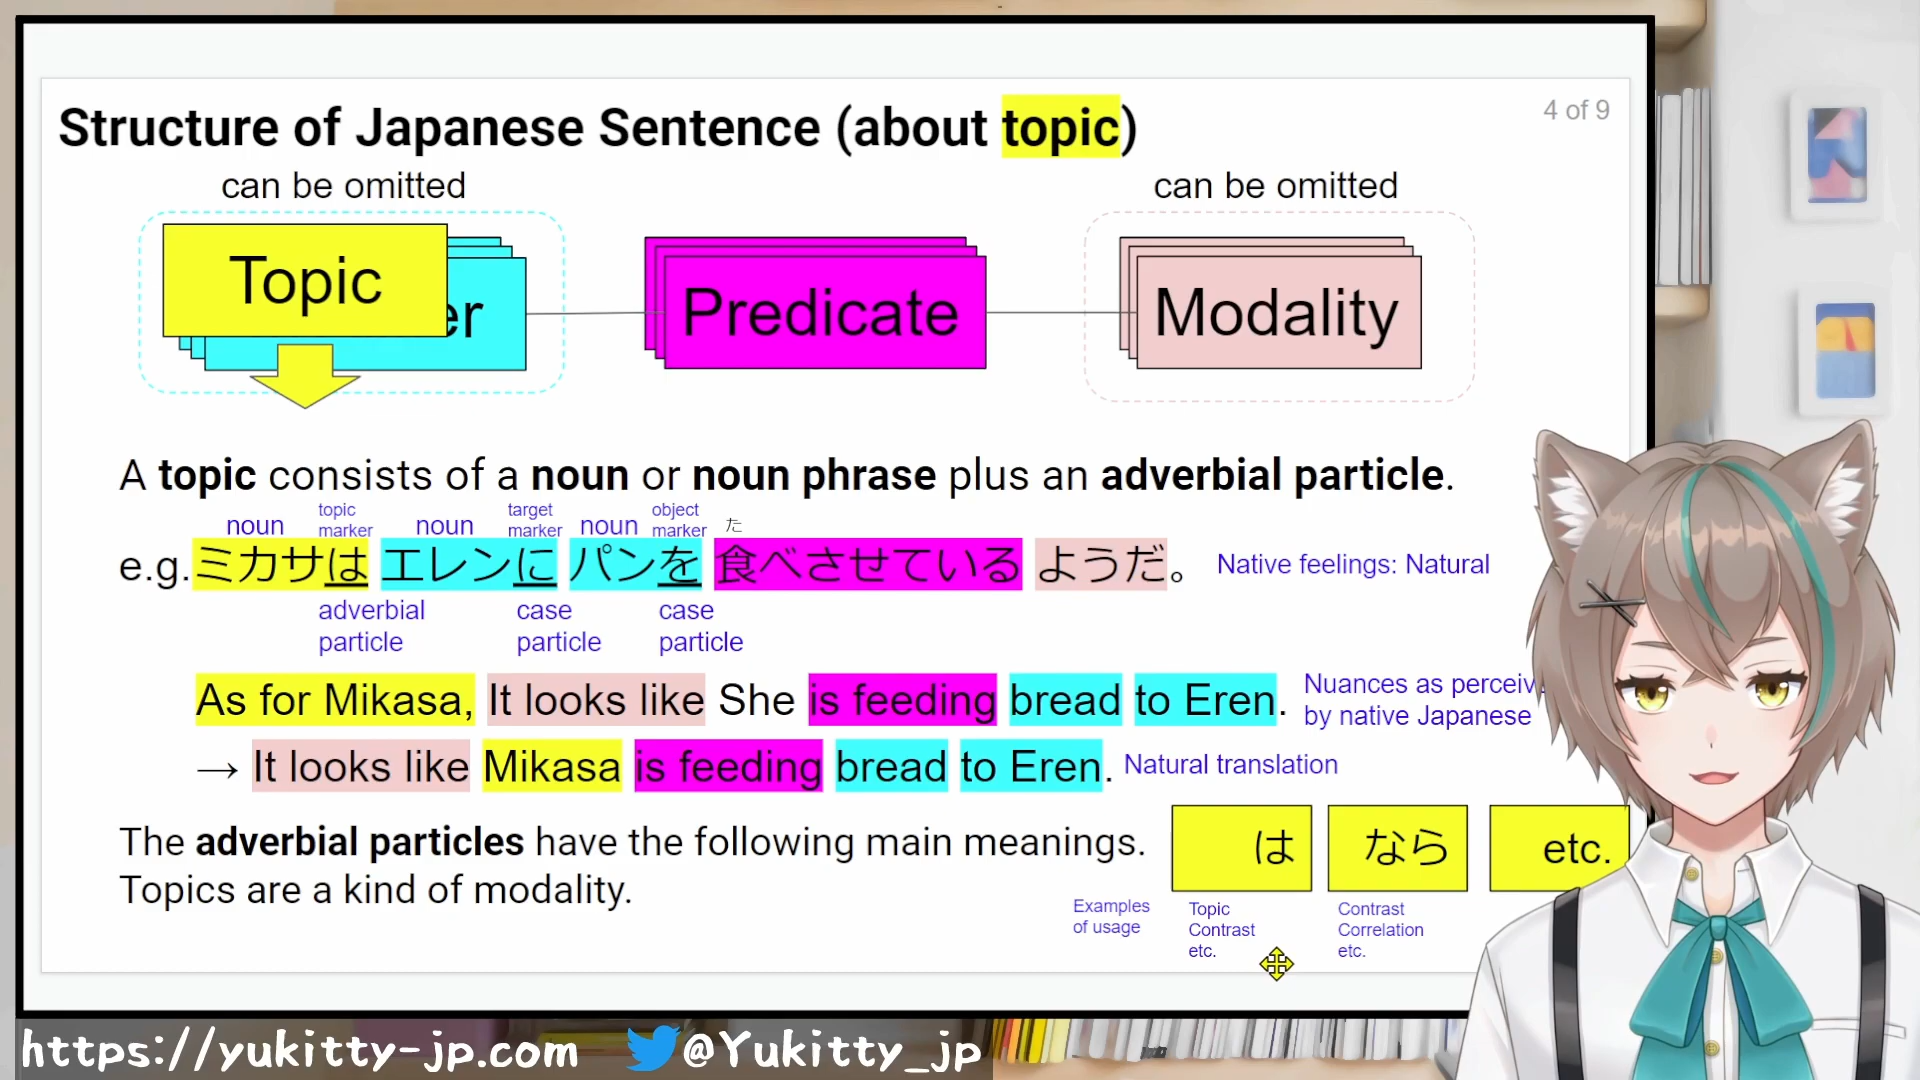 Structure of Japanese Sentence (about topic)
4 of 9
can be omitted
can be omitted
Topic
er
Predicate
Modality
A topic consists of a noun or noun phrase plus an adverbial particle.
noun
topic marker
noun
target marker
noun
object marker
た
e.g. ミカサは エレンに パンを 食べさせている ようだ。
Native feelings: Natural
adverbial particle
case particle
case particle
As for Mikasa, It looks like She is feeding bread to Eren.
Nuances as perceiv
by native Japanese
→ It looks like Mikasa is feeding bread to Eren.
Natural translation
The adverbial particles have the following main meanings.
Topics are a kind of modality.
は
なら
etc.
Examples of usage
Topic
Contrast
etc.
Contrast
Correlation
etc.
https://yukitty-jp.com
@Yukitty_jp